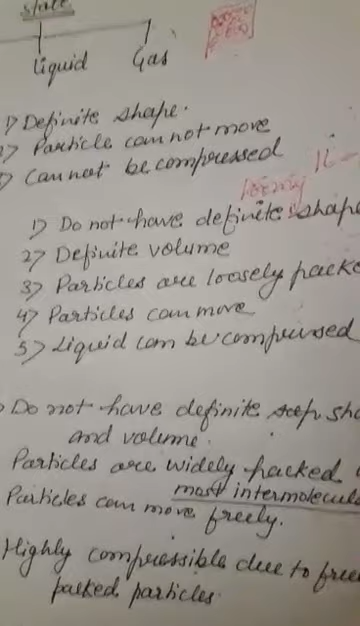 state
Liquid Gas
1) Definite shape.
2) Particle can not move
3) Cannot be compressed
1) Do not have definite shape
2) Definite volume
3) Particles are loosely packe
4) Particles can move
5) Liquid can be compressed
Do not have definite sha
and volume.
Particles are widely packed
most intermolecula
Particles can move freely.
Highly compressible due to free
packed particles.